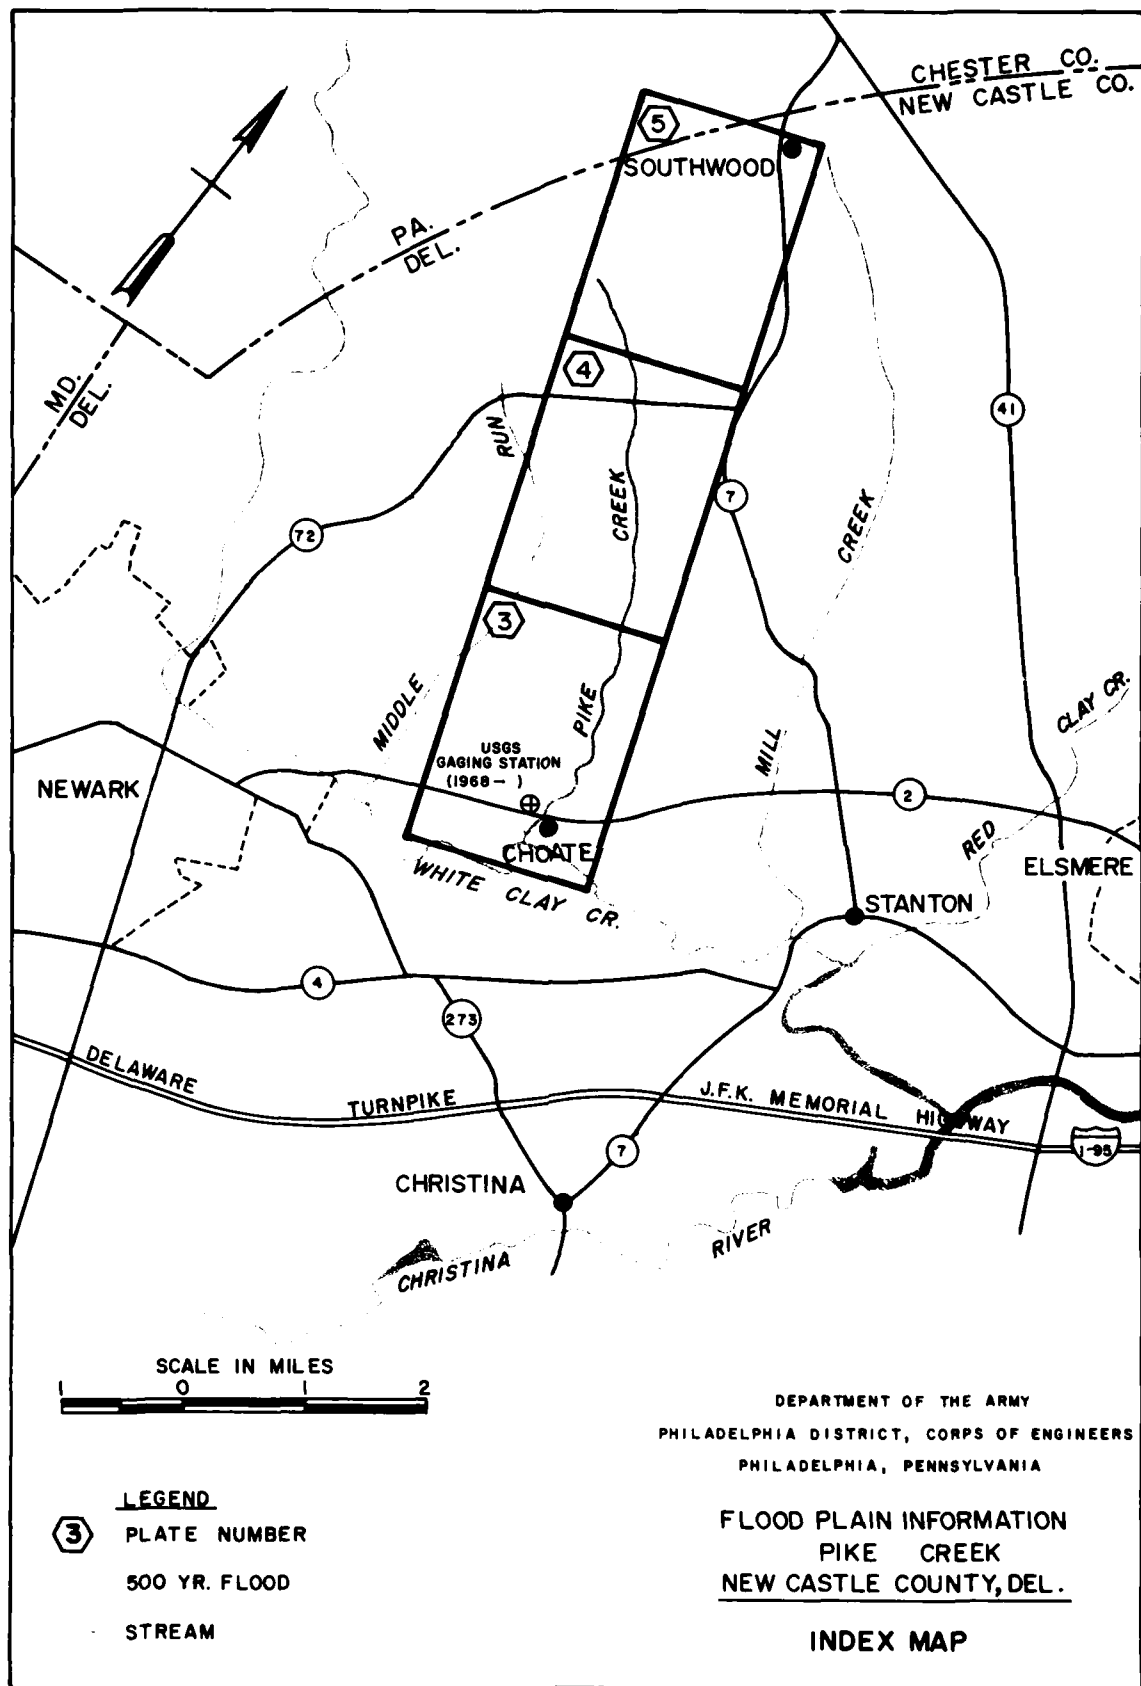 CHESTER CO.
NEW CASTLE CO.
5
SOUTHWOOD
PA.
DEL.
MD.
DEL.
4
41
RUN
CREEK
7
CREEK
72
3
MIDDLE
PIKE
USGS
GAGING STATION
(1968- )
MILL
CLAY CR.
NEWARK
2
RED
CHOATE
ELSMERE
WHITE CLAY CR.
STANTON
4
273
DELAWARE
TURNPIKE
J.F.K. MEMORIAL HIGHWAY
I-95
7
CHRISTINA
CHRISTINA
RIVER
SCALE IN MILES
1 0 1 2
DEPARTMENT OF THE ARMY
PHILADELPHIA DISTRICT, CORPS OF ENGINEERS
PHILADELPHIA, PENNSYLVANIA
LEGEND
3 PLATE NUMBER
500 YR. FLOOD
STREAM
FLOOD PLAIN INFORMATION
PIKE CREEK
NEW CASTLE COUNTY, DEL.
INDEX MAP